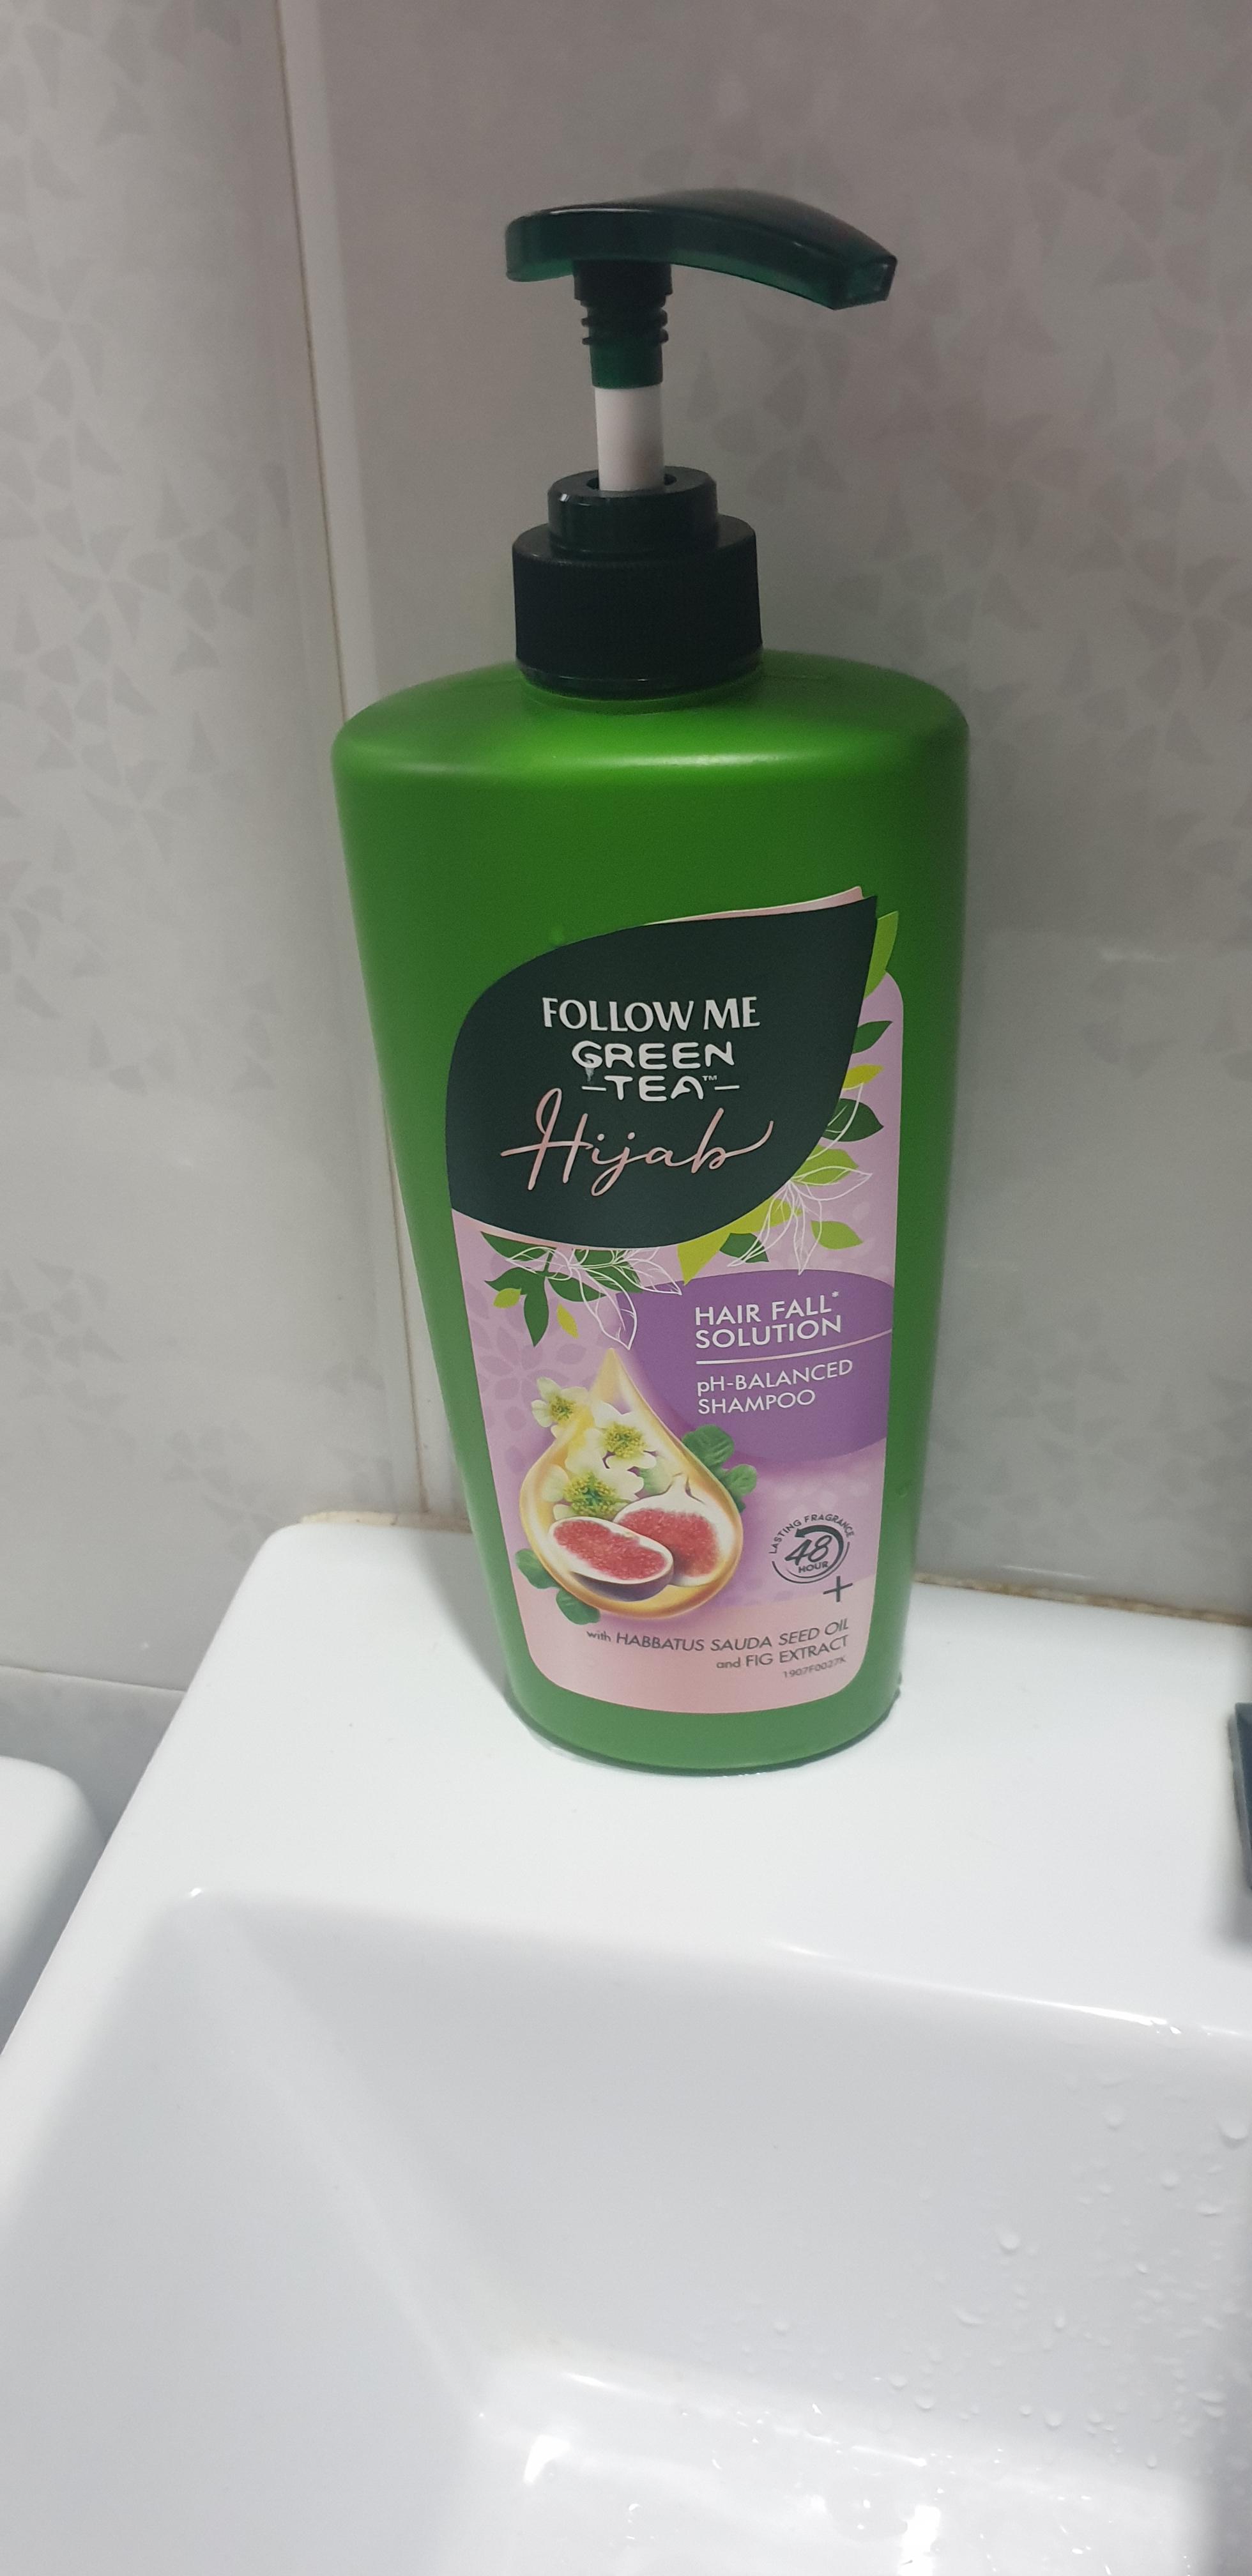 FOLLOW ME
GREEN
-TEA™-
Hijab
HAIR FALL*
SOLUTION
pH-BALANCED
SHAMPOO
LASTING FRAGRANCE
48
HOUR
+
with HABBATUS SAUDA SEED OIL
and FIG EXTRACT
1907F0027K